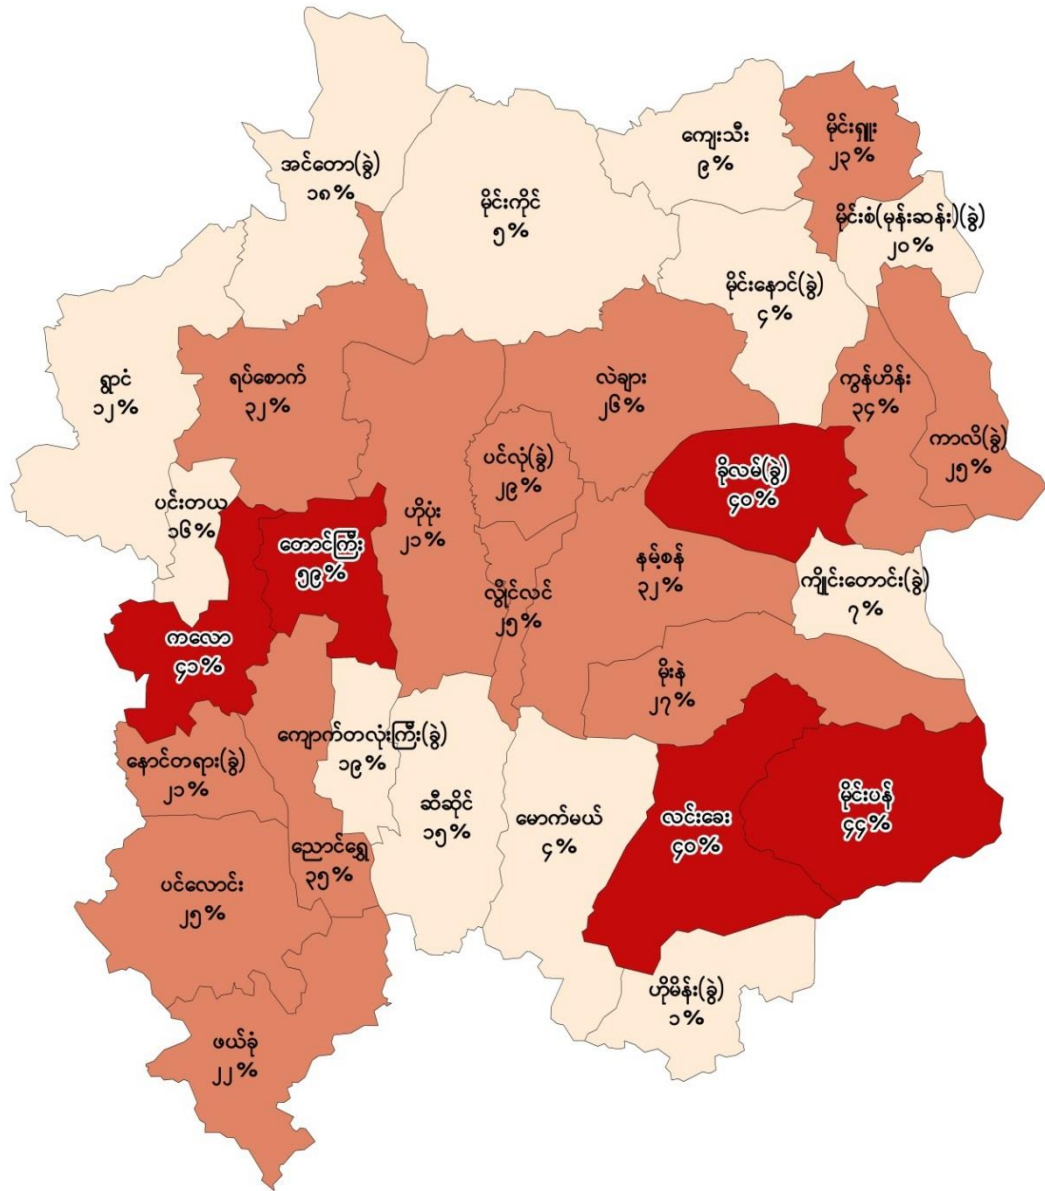 ကျေးသီး
၉%
မိုင်းရှူး
၂၃%
အင်တော(ခွဲ)
၁၈%
မိုင်းကိုင်
၅%
မိုင်းစံ(မုန်းဆန်း)(ခွဲ)
၂၀%
မိုင်းနောင်(ခွဲ)
၄%
ရွာငံ
၁၂%
ရပ်စောက်
၃၂%
လဲချား
၂၆%
ကွန်ဟိန်း
၃၄%
ကာလိ(ခွဲ)
၂၅%
ပင်လုံ(ခွဲ)
၂၉%
ခိုလမ်(ခွဲ)
၄၀%
ပင်းတယ
၁၆%
ဟိုပုံး
၂၁%
တောင်ကြီး
၅၉%
နမ့်စန်
၃၂%
လွိုင်လင်
၂၅%
ကျိုင်းတောင်း(ခွဲ)
၇%
ကလော
၄၁%
မိုးနဲ
၂၇%
ကျောက်တလုံးကြီး(ခွဲ)
၁၉%
နောင်တရား(ခွဲ)
၂၁%
ဆီဆိုင်
၁၅%
မောက်မယ်
၄%
လင်းခေး
၄၀%
မိုင်းပန်
၄၄%
ညောင်ရွှေ
၃၅%
ပင်လောင်း
၂၅%
ဟိုမိန်း(ခွဲ)
၁%
ဖယ်ခုံ
၂၂%